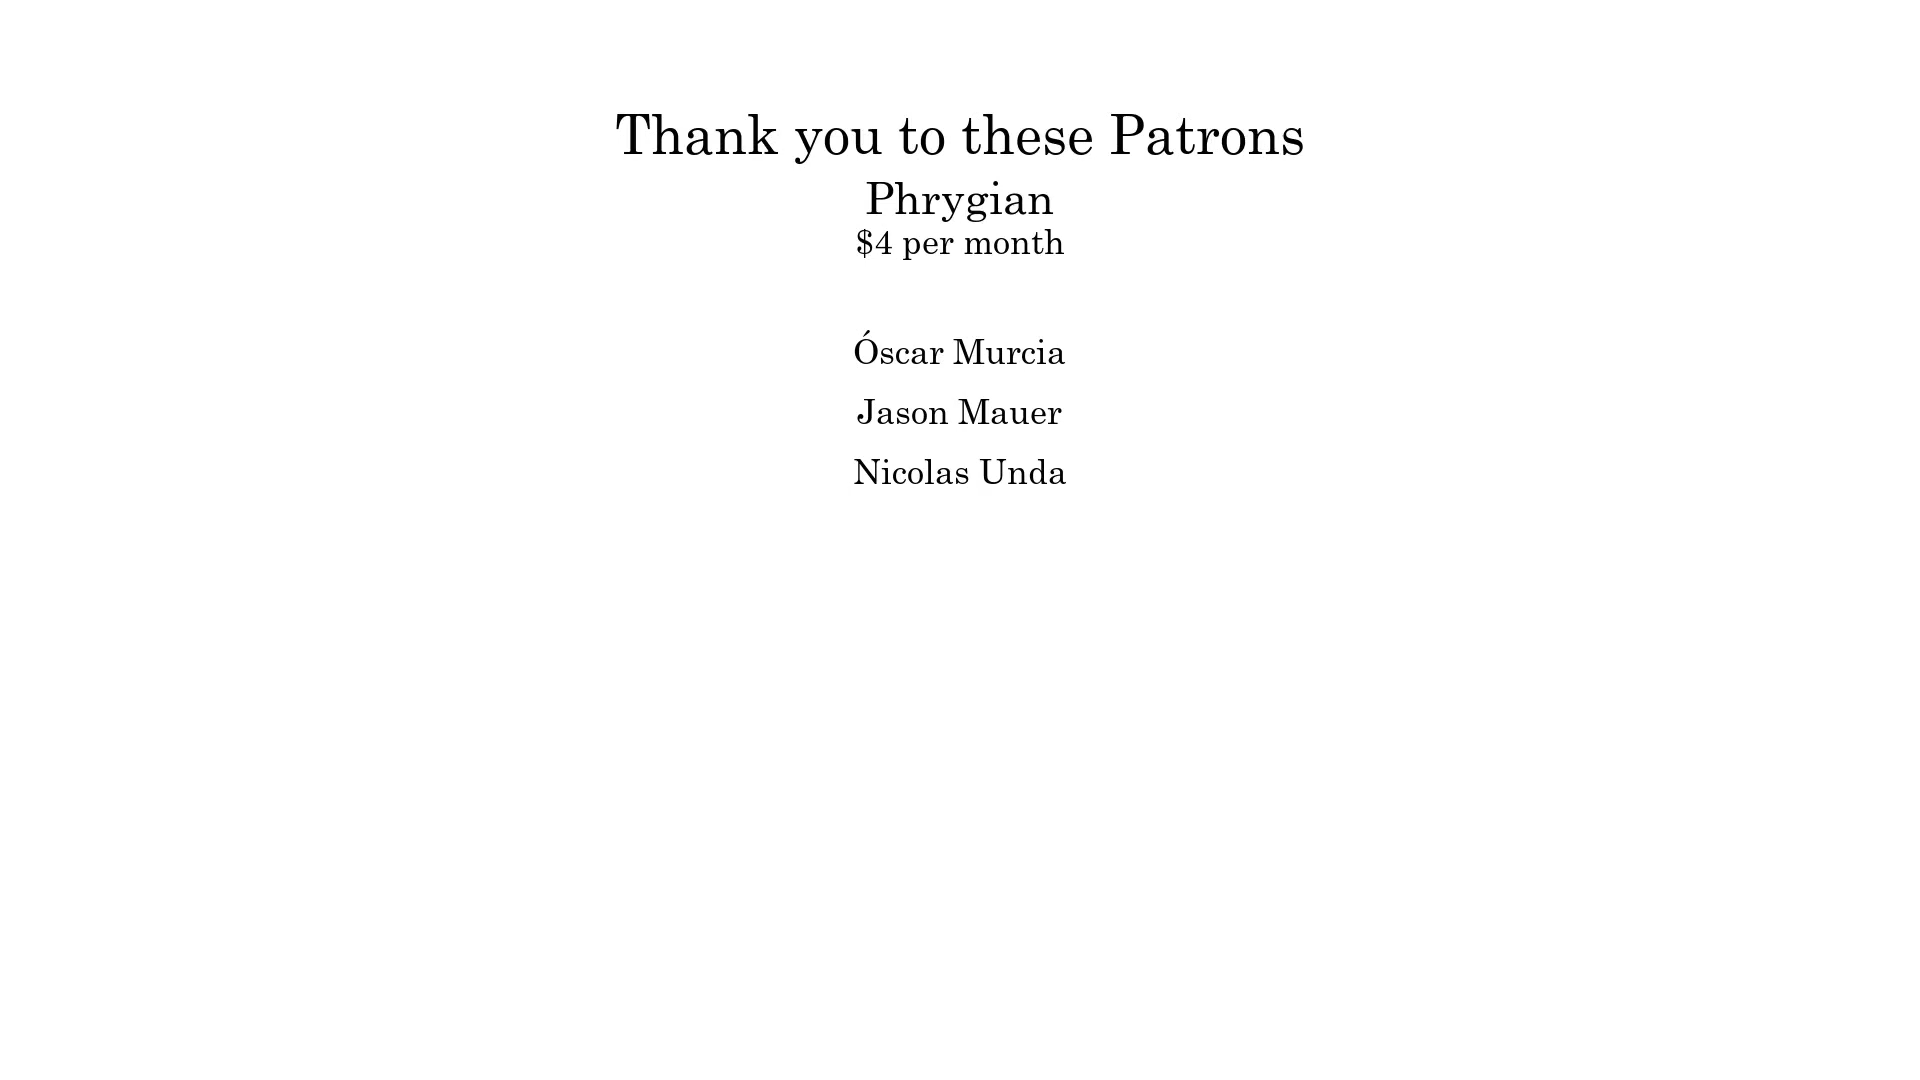 Thank you to these Patrons
Phrygian
$4 per month
Óscar Murcia
Jason Mauer
Nicolas Unda